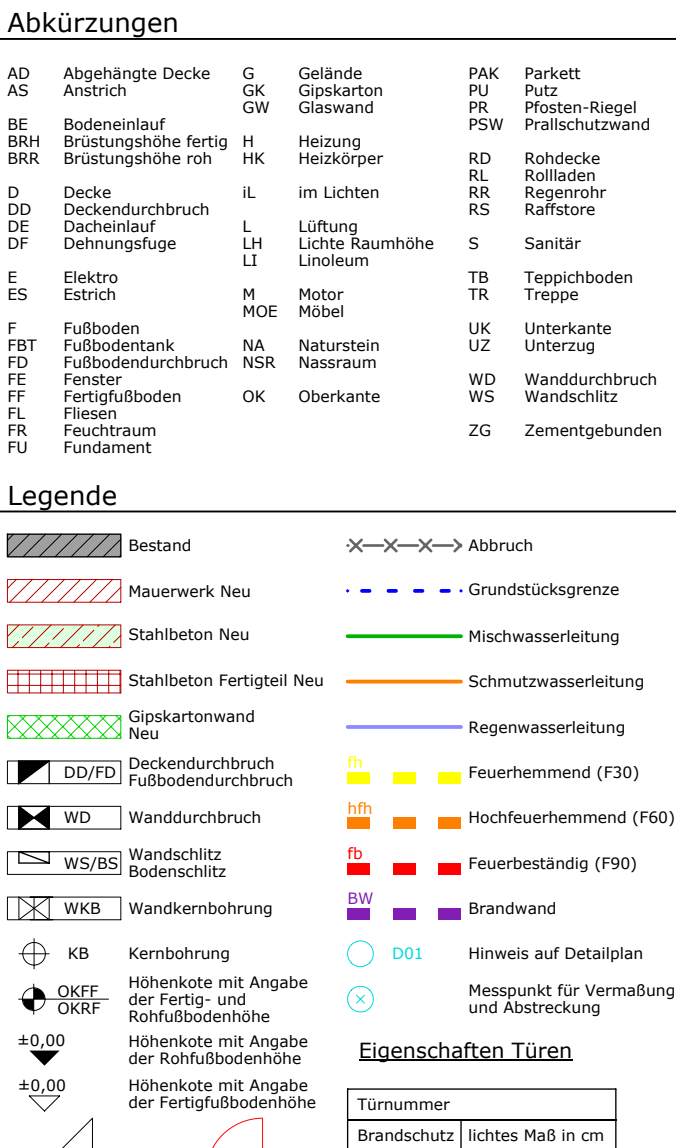 Abkürzungen
AD Abgehängte Decke
AS Anstrich
BE Bodeneinlauf
BRH Brüstungshöhe fertig
BRR Brüstungshöhe roh
D Decke
DD Deckendurchbruch
DE Dacheinlauf
DF Dehnungsfuge
E Elektro
ES Estrich
F Fußboden
FBT Fußbodentank
FD Fußbodendurchbruch
FE Fenster
FF Fertigfußboden
FL Fliesen
FR Feuchtraum
FU Fundament
G Gelände
GK Gipskarton
GW Glaswand
H Heizung
HK Heizkörper
iL im Lichten
L Lüftung
LH Lichte Raumhöhe
LI Linoleum
M Motor
MOE Möbel
NA Naturstein
NSR Nassraum
OK Oberkante
PAK Parkett
PU Putz
PR Pfosten-Riegel
PSW Prallschutzwand
RD Rohdecke
RL Rollladen
RR Regenrohr
RS Raffstore
S Sanitär
TB Teppichboden
TR Treppe
UK Unterkante
UZ Unterzug
WD Wanddurchbruch
WS Wandschlitz
ZG Zementgebunden
Legende
Bestand
Mauerwerk Neu
Stahlbeton Neu
Stahlbeton Fertigteil Neu
Gipskartonwand
Neu
DD/FD Deckendurchbruch
Fußbodendurchbruch
WD Wanddurchbruch
WS/BS Wandschlitz
Bodenschlitz
WKB Wandkernbohrung
KB Kernbohrung
OKFF
OKRF
Höhenkote mit Angabe
der Fertig- und
Rohfußbodenhöhe
±0,00 Höhenkote mit Angabe
der Rohfußbodenhöhe
±0,00 Höhenkote mit Angabe
der Fertigfußbodenhöhe
Abbruch
Grundstücksgrenze
Mischwasserleitung
Schmutzwasserleitung
Regenwasserleitung
fh Feuerhemmend (F30)
hfh Hochfeuerhemmend (F60)
fb Feuerbeständig (F90)
BW Brandwand
D01 Hinweis auf Detailplan
Messpunkt für Vermaßung
und Absteckung
Eigenschaften Türen
Türnummer
Brandschutz lichtes Maß in cm